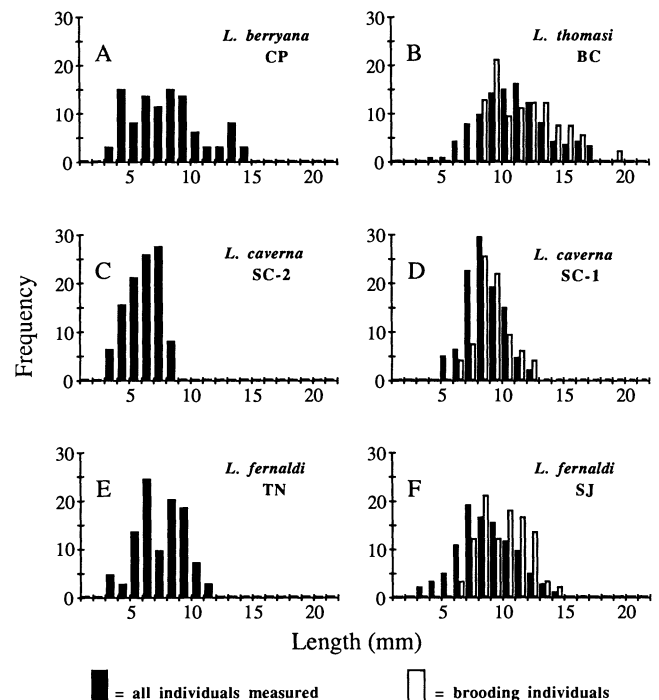 A
L. berryana
CP
30
20
10
0
5 10 15 20
B
L. thomasi
BC
30
20
10
0
5 10 15 20
C
L. caverna
SC-2
30
20
10
0
5 10 15 20
D
L. caverna
SC-1
30
20
10
0
5 10 15 20
Frequency
E
L. fernaldi
TN
30
20
10
0
5 10 15 20
F
L. fernaldi
SJ
30
20
10
0
5 10 15 20
Length (mm)
= all individuals measured
= brooding individuals